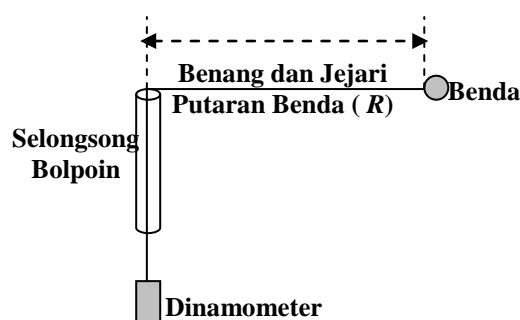 Benang dan Jejari
Putaran Benda ( R)
Benda
Selongsong
Bolpoin
Dinamometer